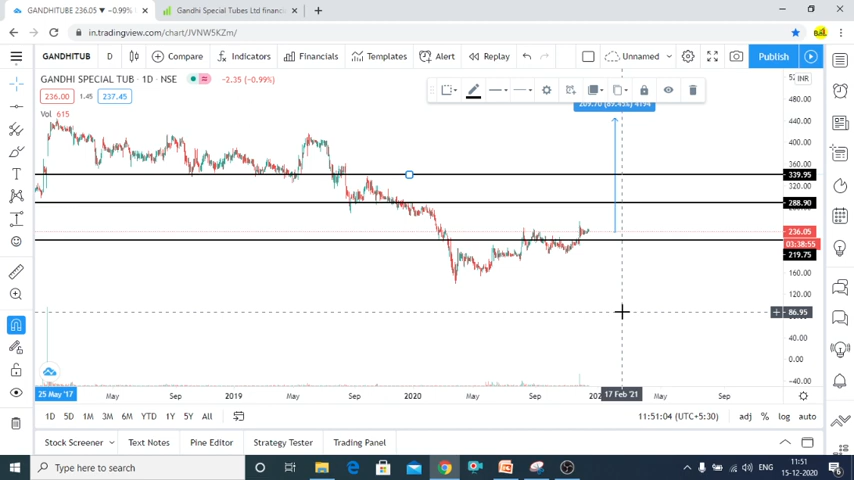 GANDHITUBE 236.05 ▼ −0.99%
Gandhi Special Tubes Ltd financi
in.tradingview.com/chart/JVNW5KZm/
GANDHITUB D Compare Indicators Financials Templates Alert Replay Unnamed Publish
GANDHI SPECIAL TUB · 1D · NSE −2.35 (−0.99%)
236.00 1.45 237.45
Vol 615
INR
480.00
440.00
400.00
360.00
339.95
320.00
288.90
236.05
03:38:55
219.75
160.00
120.00
86.95
40.00
0.00
−40.00
25 May '17 May Sep 2019 May Sep 2020 May Sep 17 Feb '21 May Sep
1D 5D 1M 3M 6M YTD 1Y 5Y All 11:51:04 (UTC+5:30) adj % log auto
Stock Screener Text Notes Pine Editor Strategy Tester Trading Panel
Type here to search
ENG
11:51
15-12-2020
6